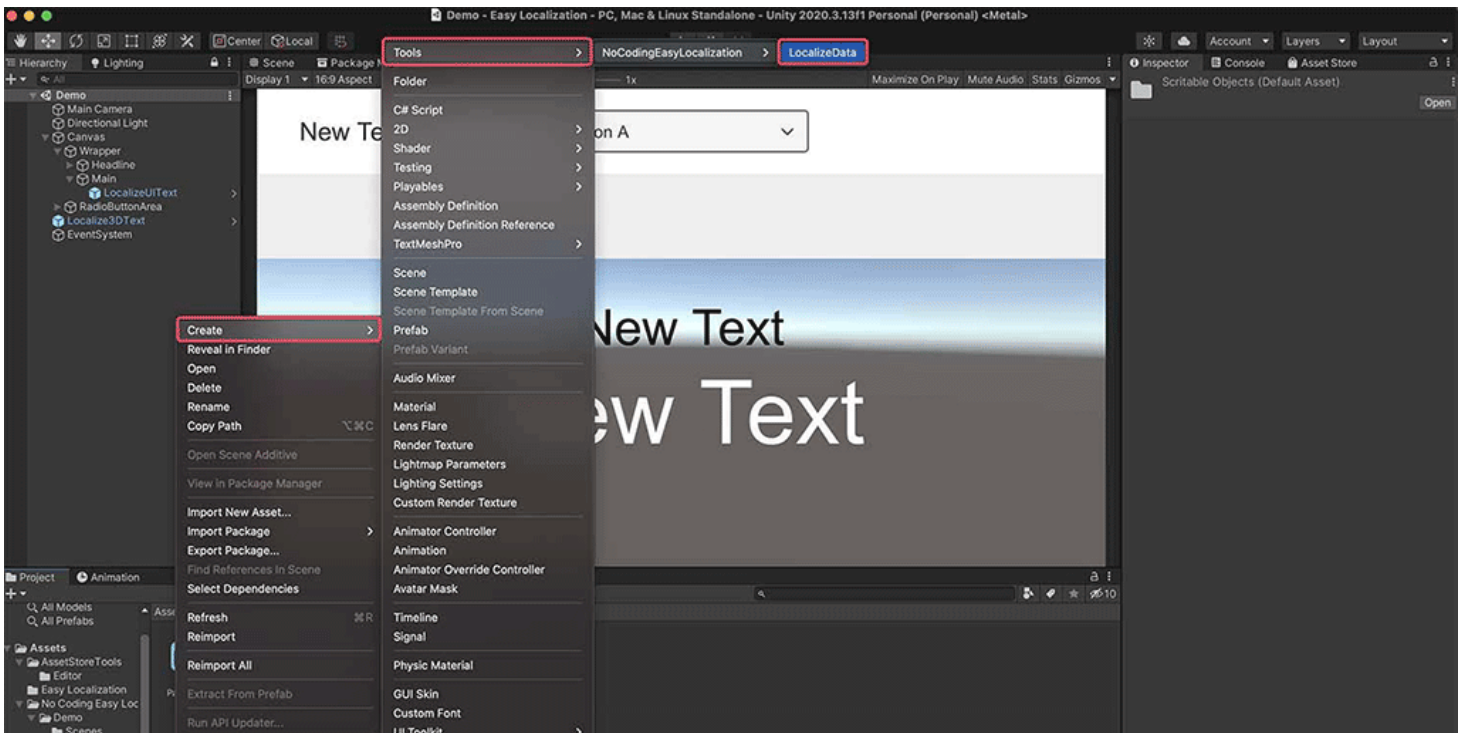 Demo - Easy Localization - PC, Mac & Linux Standalone - Unity 2020.3.13f1 Personal (Personal) <Metal>
Center Local
Account Layers Layout
Hierarchy Lighting
All
Demo
Main Camera
Directional Light
Canvas
Wrapper
Headline
Main
LocalizeUIText
RadioButtonArea
Localize3DText
EventSystem
Scene Package
Display 1 16:9 Aspect 1x Maximize On Play Mute Audio Stats Gizmos
New Te on A
New Text
ew Text
Tools
Folder
C# Script
2D
Shader
Testing
Playables
Assembly Definition
Assembly Definition Reference
TextMeshPro
Scene
Scene Template
Scene Template From Scene
Prefab
Prefab Variant
Audio Mixer
Material
Lens Flare
Render Texture
Lightmap Parameters
Lighting Settings
Custom Render Texture
Animator Controller
Animation
Animator Override Controller
Avatar Mask
Timeline
Signal
Physic Material
GUI Skin
Custom Font
UI Toolkit
NoCodingEasyLocalization
LocalizeData
Create
Reveal in Finder
Open
Delete
Rename
Copy Path ⌥⌘C
Open Scene Additive
View in Package Manager
Import New Asset...
Import Package
Export Package...
Find References In Scene
Select Dependencies
Refresh ⌘R
Reimport
Reimport All
Extract From Prefab
Run API Updater...
Inspector Console Asset Store
Scritable Objects (Default Asset)
Open
Project Animation
10
All Models
All Prefabs
Assets
AssetStoreTools
Editor
Easy Localization
No Coding Easy Loc
Demo
Scenes